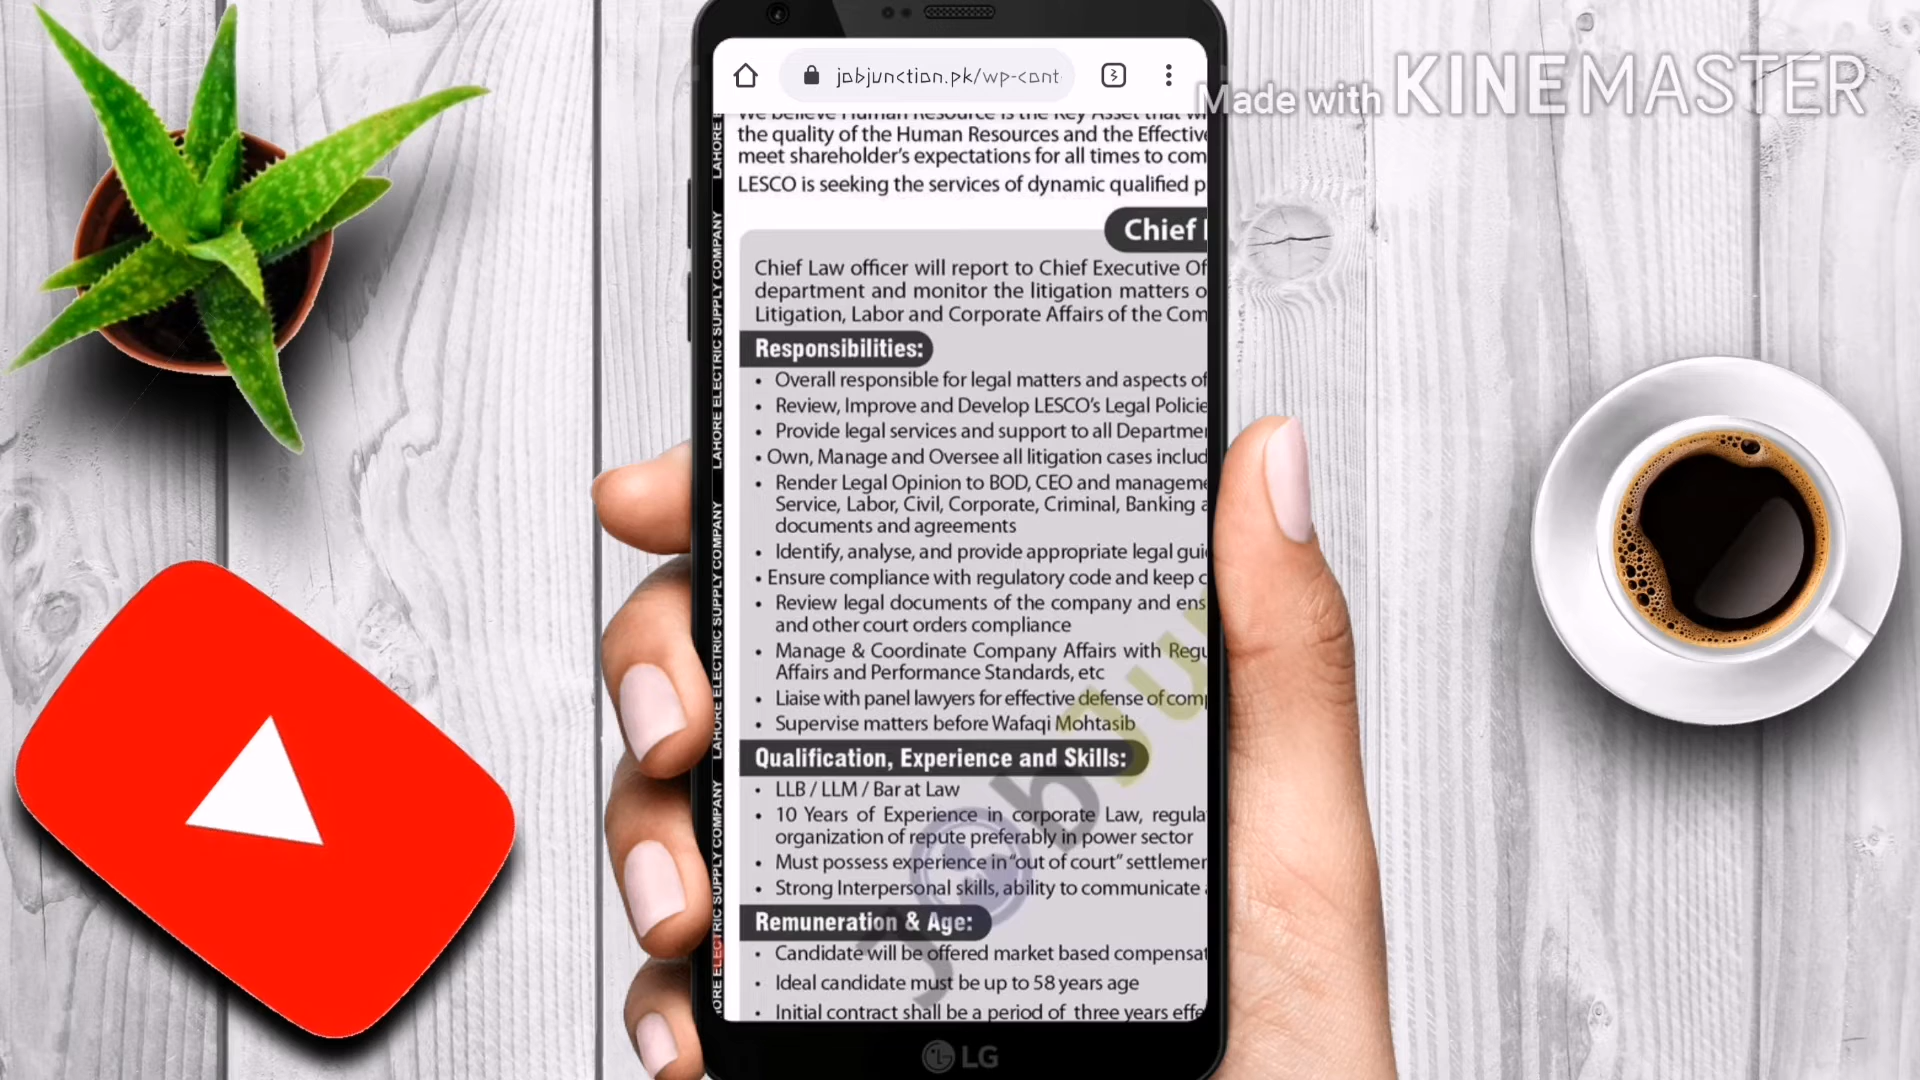 jobjunction.pk/wp-cont
Made with KINEMASTER
the quality of the Human Resources and the Effective
meet shareholder's expectations for all times to com
LESCO is seeking the services of dynamic qualified p
Chief
Chief Law officer will report to Chief Executive Of
department and monitor the litigation matters o
Litigation, Labor and Corporate Affairs of the Com
Responsibilities:
• Overall responsible for legal matters and aspects of
• Review, Improve and Develop LESCO's Legal Policie
• Provide legal services and support to all Departmen
• Own, Manage and Oversee all litigation cases includ
• Render Legal Opinion to BOD, CEO and manageme
Service, Labor, Civil, Corporate, Criminal, Banking a
documents and agreements
• Identify, analyse, and provide appropriate legal gui
• Ensure compliance with regulatory code and keep c
• Review legal documents of the company and ens
and other court orders compliance
• Manage & Coordinate Company Affairs with Regu
Affairs and Performance Standards, etc
• Liaise with panel lawyers for effective defense of comp
• Supervise matters before Wafaqi Mohtasib
Qualification, Experience and Skills:
• LLB / LLM / Bar at Law
• 10 Years of Experience in corporate Law, regula
organization of repute preferably in power sector
• Must possess experience in "out of court" settlemen
• Strong Interpersonal skills, ability to communicate
Remuneration & Age:
• Candidate will be offered market based compensat
• Ideal candidate must be up to 58 years age
• Initial contract shall be a period of three years effe
LAHORE ELECTRIC SUPPLY COMPANY
LAHORE ELECTRIC SUPPLY COMPANY
LG